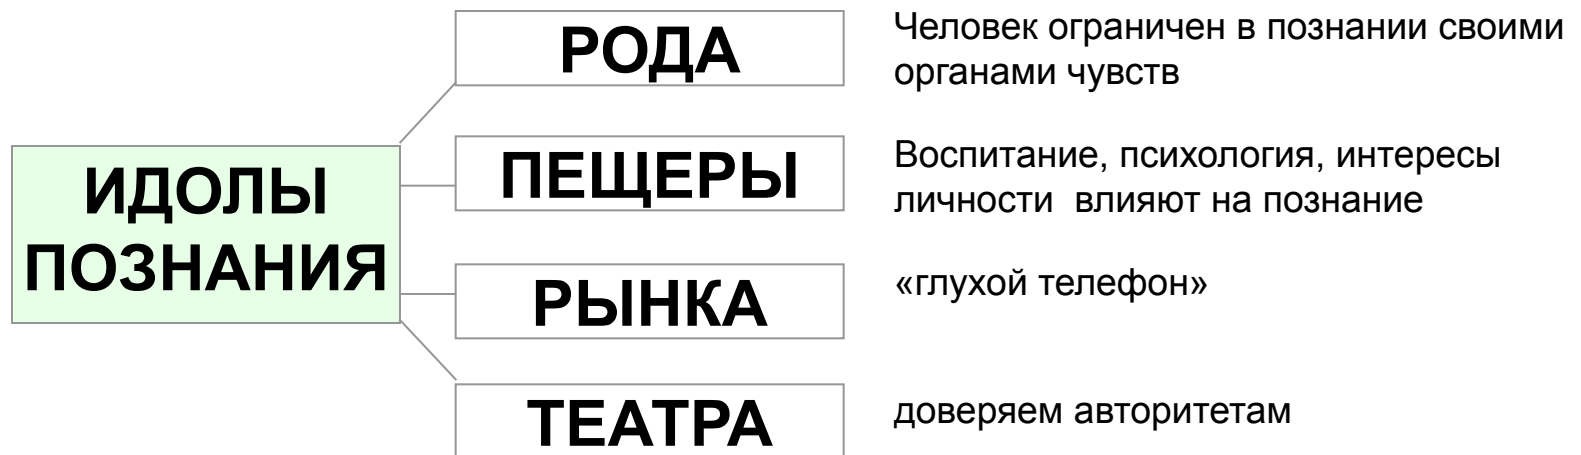 ИДОЛЫ
ПОЗНАНИЯ
РОДА
Человек ограничен в познании своими
органами чувств
ПЕЩЕРЫ
Воспитание, психология, интересы
личности влияют на познание
РЫНКА
«глухой телефон»
ТЕАТРА
доверяем авторитетам